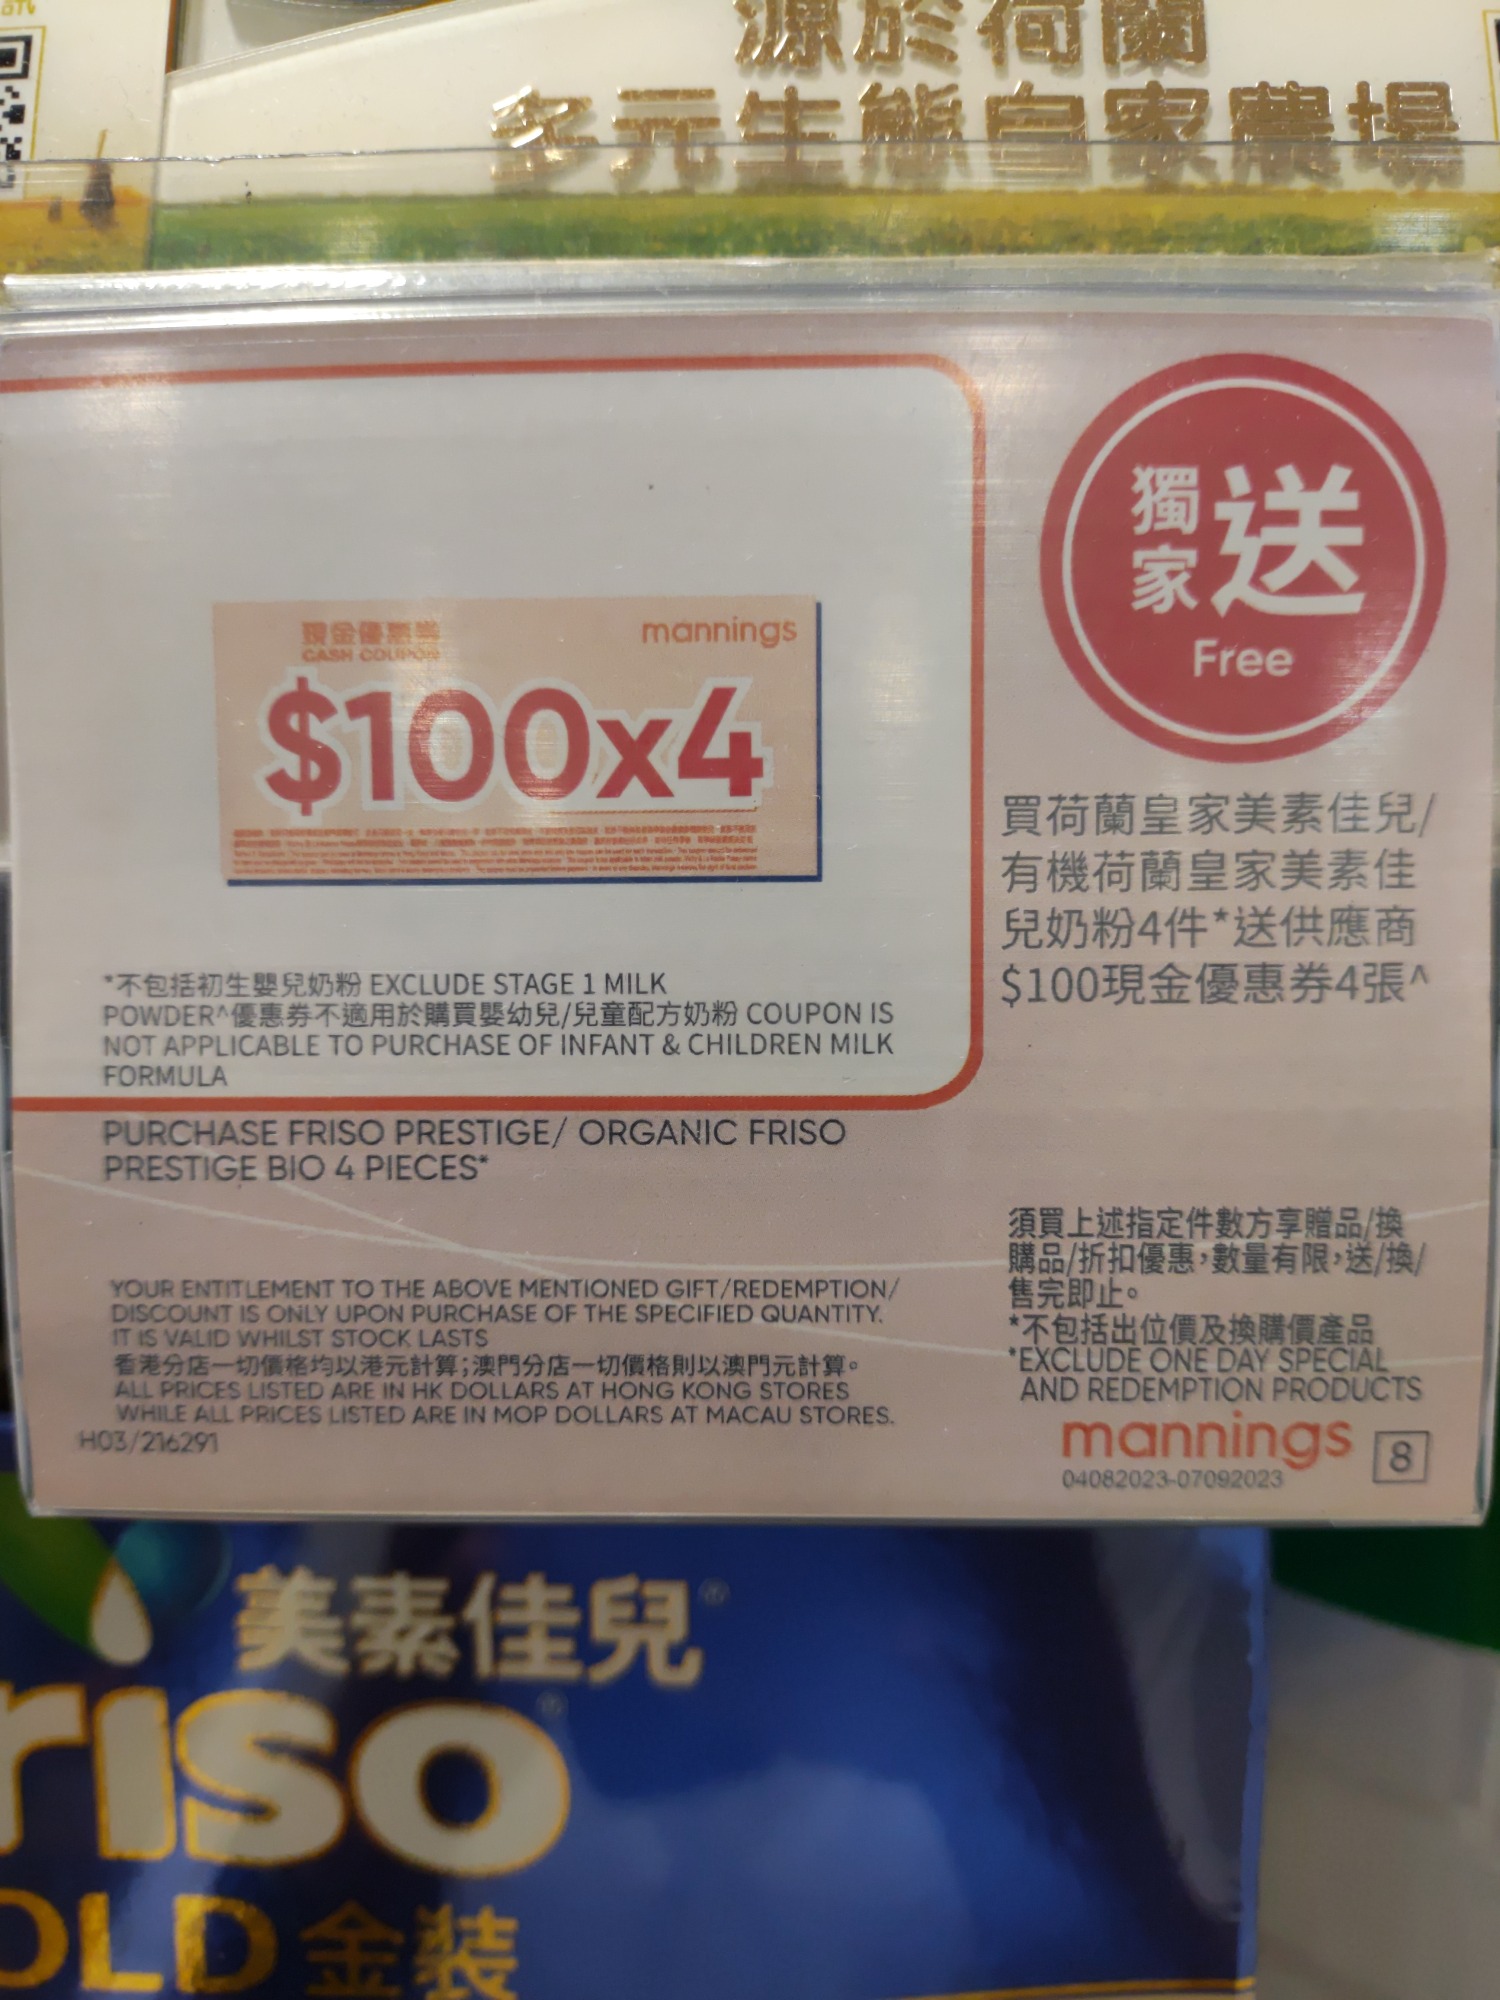 源於荷蘭
多元生態皇家農場
獨家送
Free
現金優惠券
CASH COUPON
mannings
$100x4
買荷蘭皇家美素佳兒/
有機荷蘭皇家美素佳
兒奶粉4件*送供應商
$100現金優惠券4張^
*不包括初生嬰兒奶粉 EXCLUDE STAGE 1 MILK
POWDER^優惠券不適用於購買嬰幼兒/兒童配方奶粉 COUPON IS
NOT APPLICABLE TO PURCHASE OF INFANT & CHILDREN MILK
FORMULA
PURCHASE FRISO PRESTIGE/ ORGANIC FRISO
PRESTIGE BIO 4 PIECES*
YOUR ENTITLEMENT TO THE ABOVE MENTIONED GIFT/REDEMPTION/
DISCOUNT IS ONLY UPON PURCHASE OF THE SPECIFIED QUANTITY.
IT IS VALID WHILST STOCK LASTS
香港分店一切價格均以港元計算;澳門分店一切價格則以澳門元計算。
ALL PRICES LISTED ARE IN HK DOLLARS AT HONG KONG STORES
WHILE ALL PRICES LISTED ARE IN MOP DOLLARS AT MACAU STORES.
H03/216291
須買上述指定件數方享贈品/換
購品/折扣優惠,數量有限,送/換/
售完即止。
*不包括出位價及換購價產品
*EXCLUDE ONE DAY SPECIAL
AND REDEMPTION PRODUCTS
mannings 8
04082023-07092023
美素佳兒®
riso
OLD 金裝